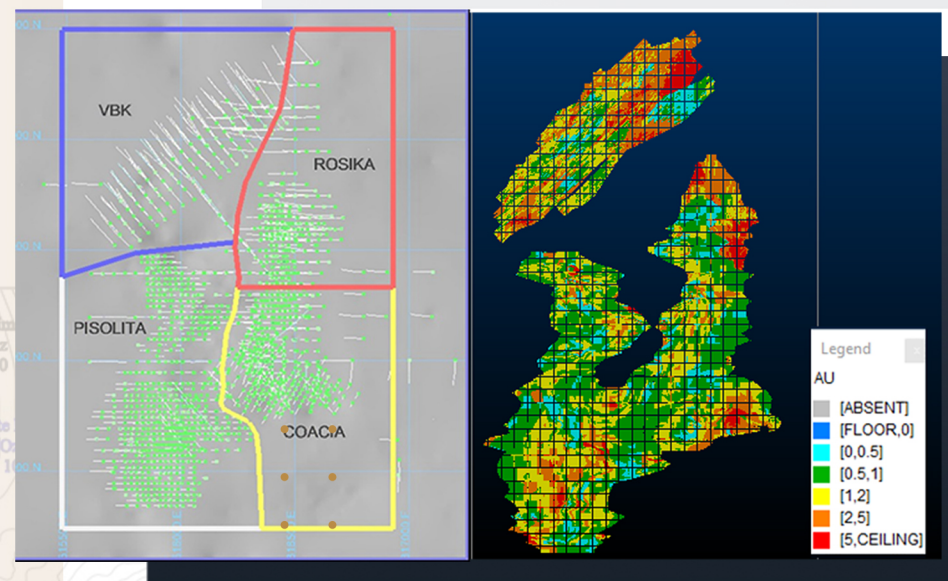 VBK
ROSIKA
PISOLITA
COACIA
Legend
x
AU
[ABSENT]
[FLOOR,0]
[0,0.5]
[0.5,1]
[1,2]
[2,5]
[5,CEILING]